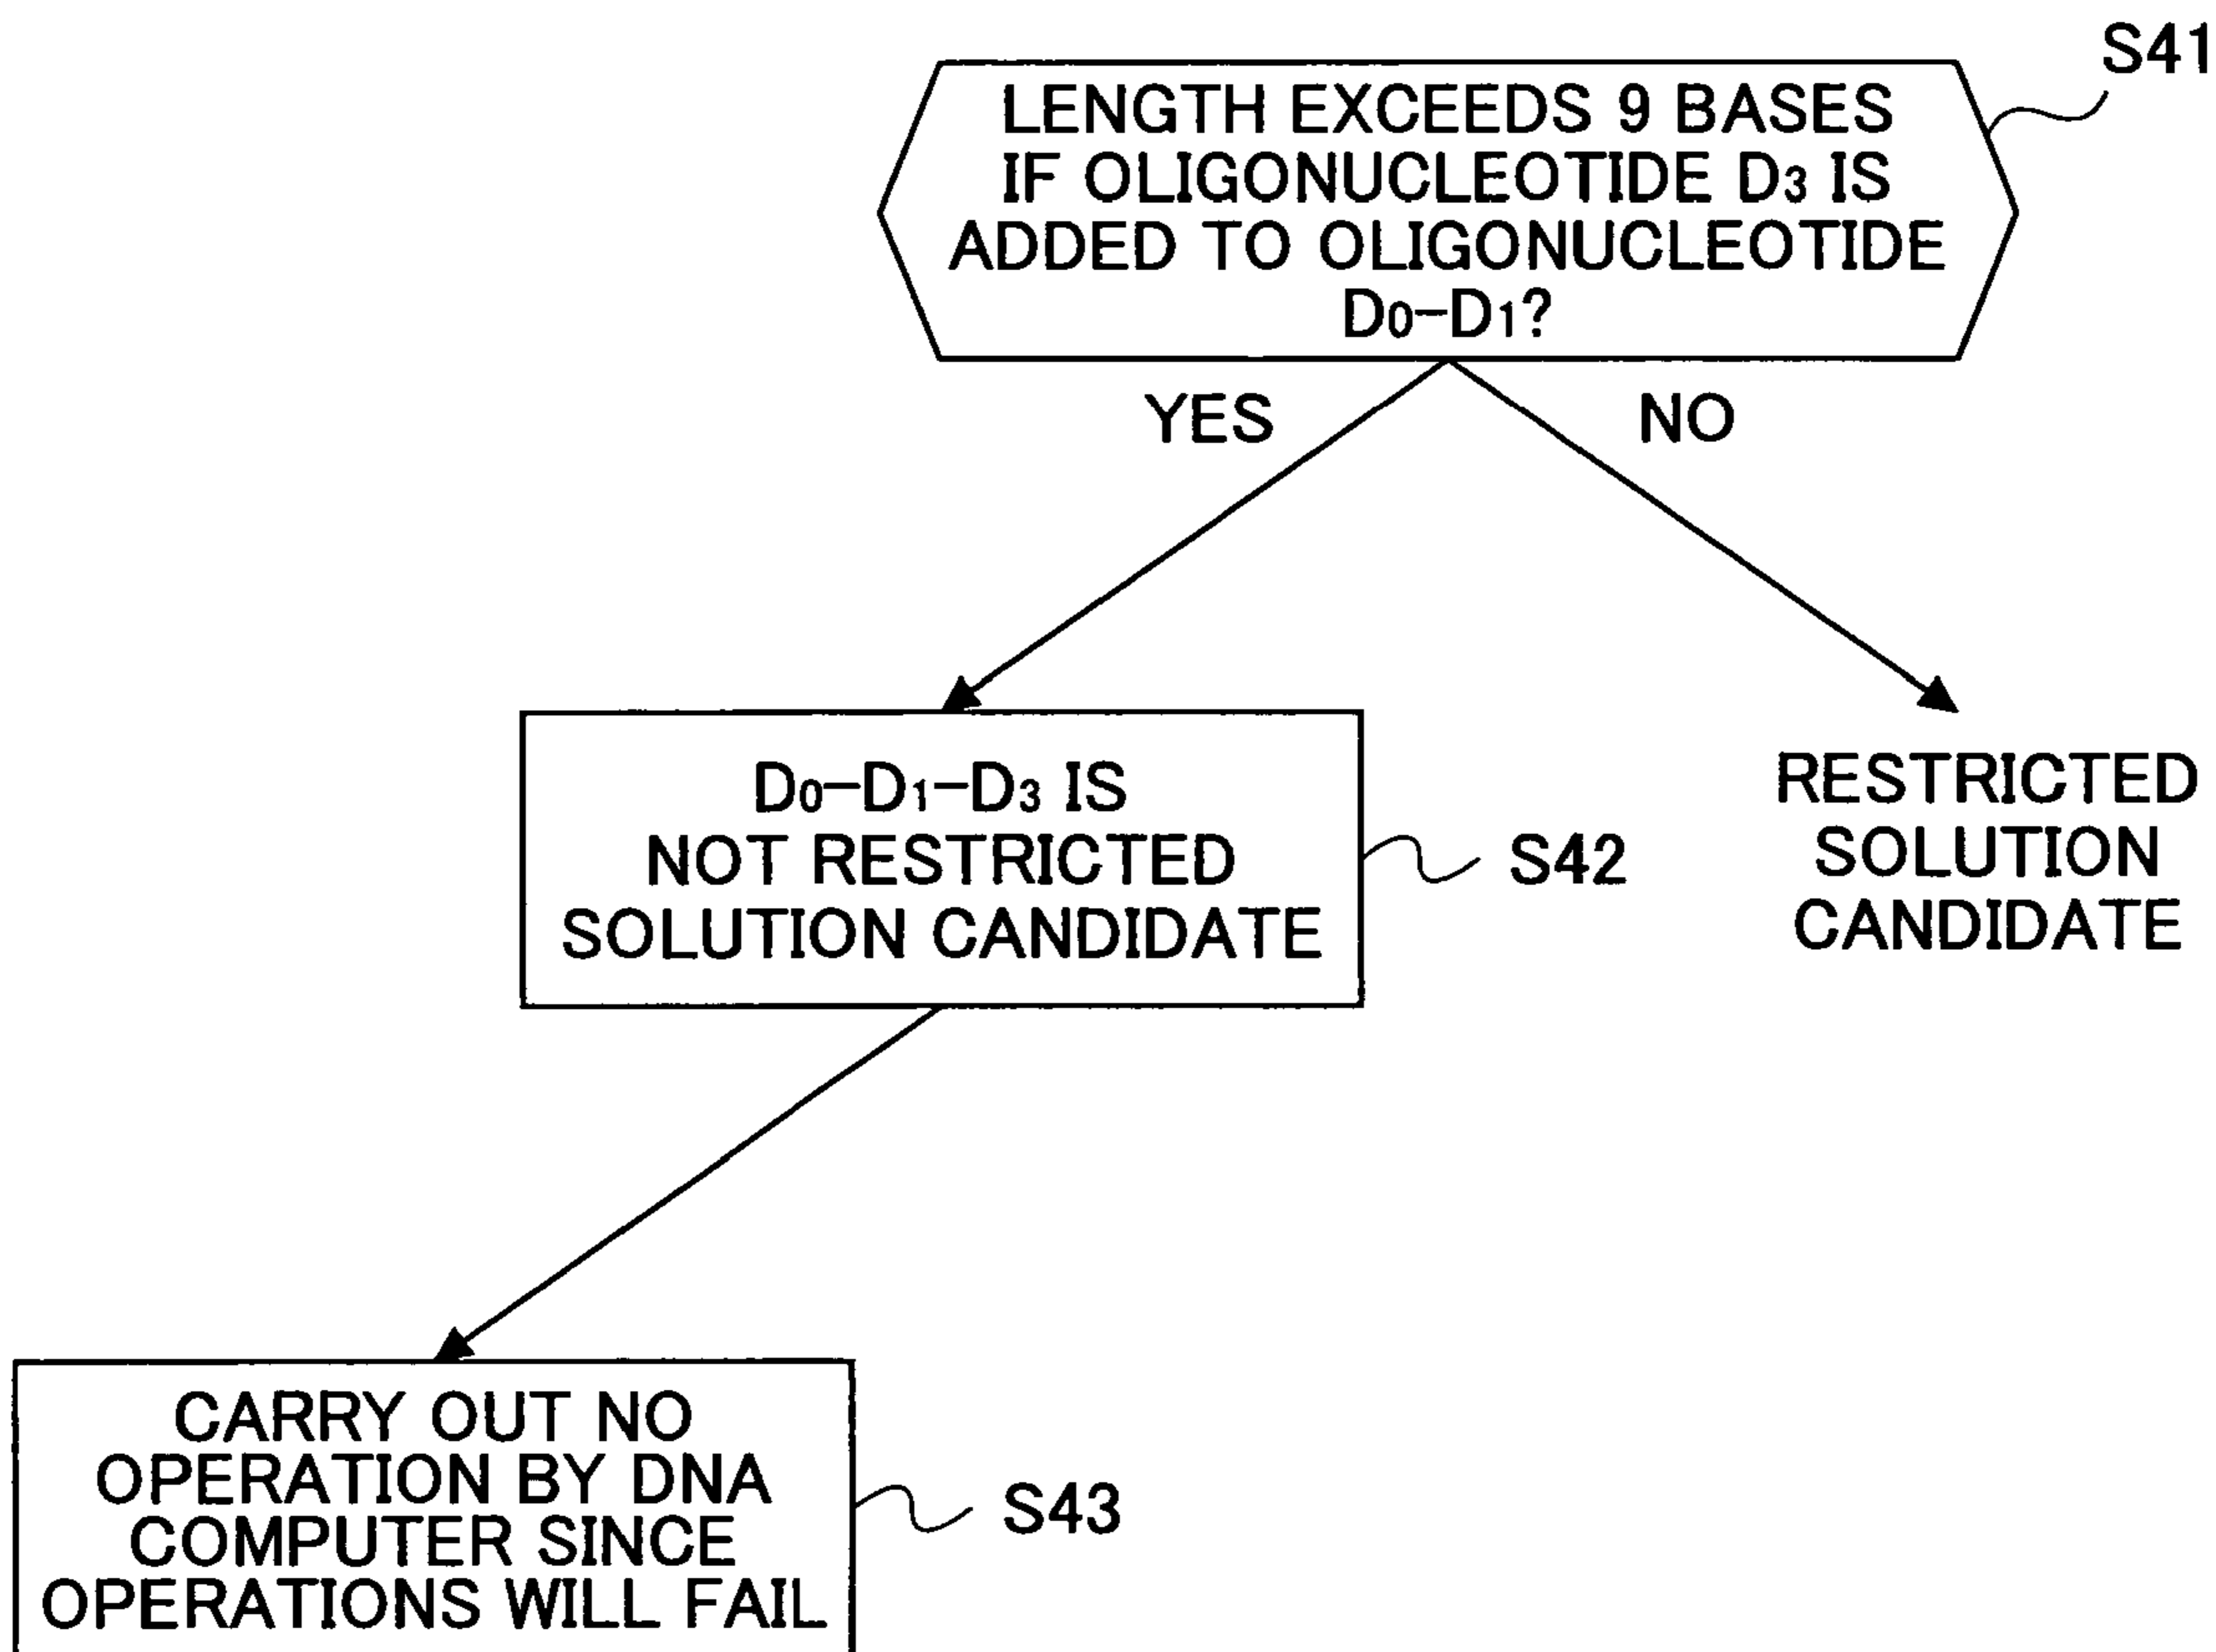 S41
LENGTH EXCEEDS 9 BASES
IF OLIGONUCLEOTIDE D3 IS
ADDED TO OLIGONUCLEOTIDE
D0-D1?
YES
NO
D0-D1-D3 IS
NOT RESTRICTED
SOLUTION CANDIDATE
S42
RESTRICTED
SOLUTION
CANDIDATE
CARRY OUT NO
OPERATION BY DNA
COMPUTER SINCE
OPERATIONS WILL FAIL
S43